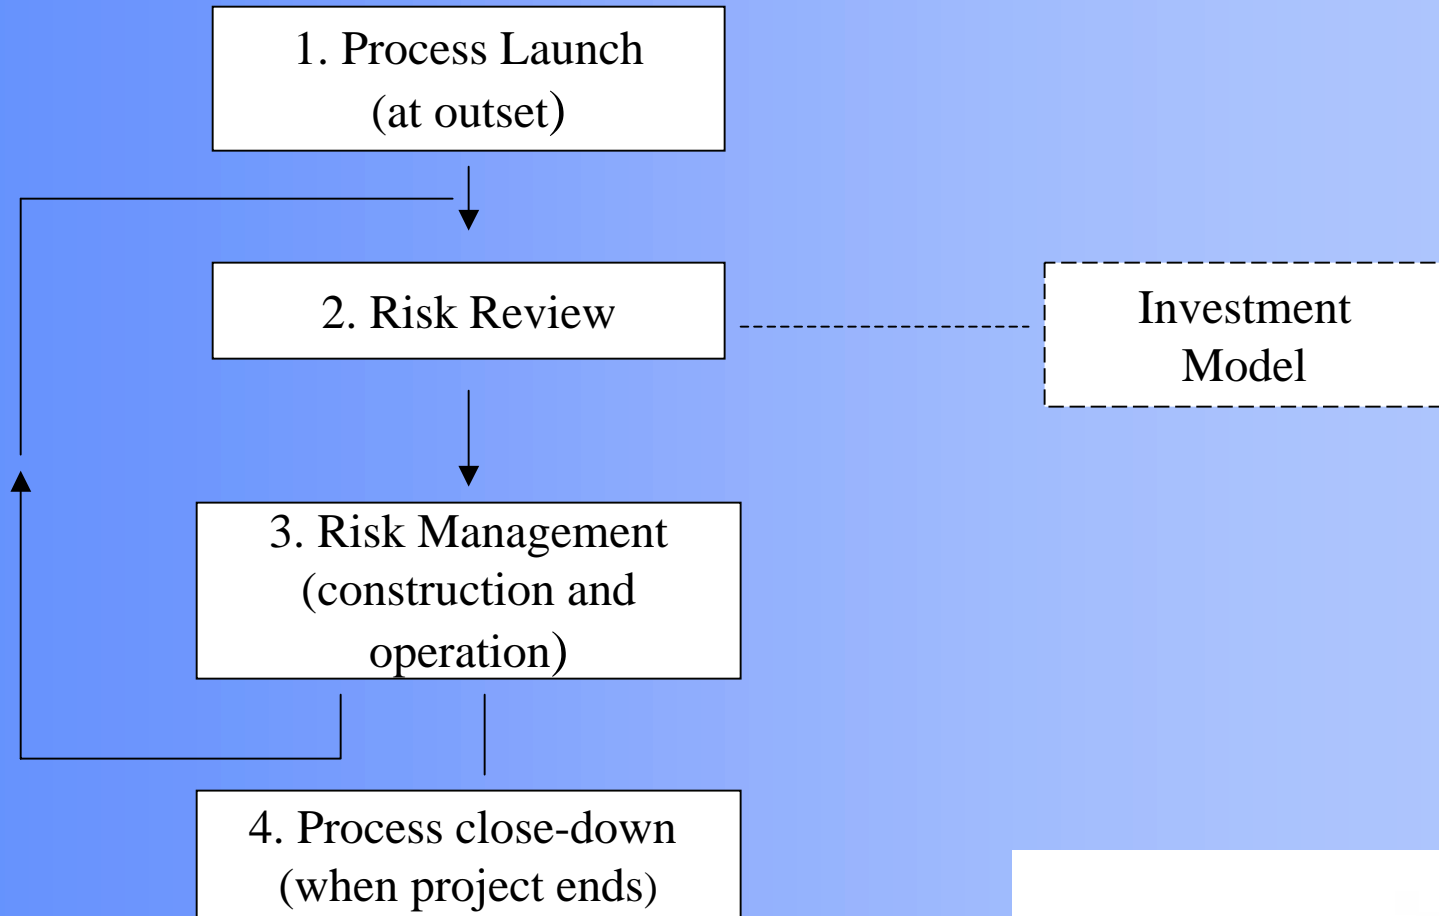 1. Process Launch
(at outset)
2. Risk Review
Investment
Model
3. Risk Management
(construction and
operation)
4. Process close-down
(when project ends)